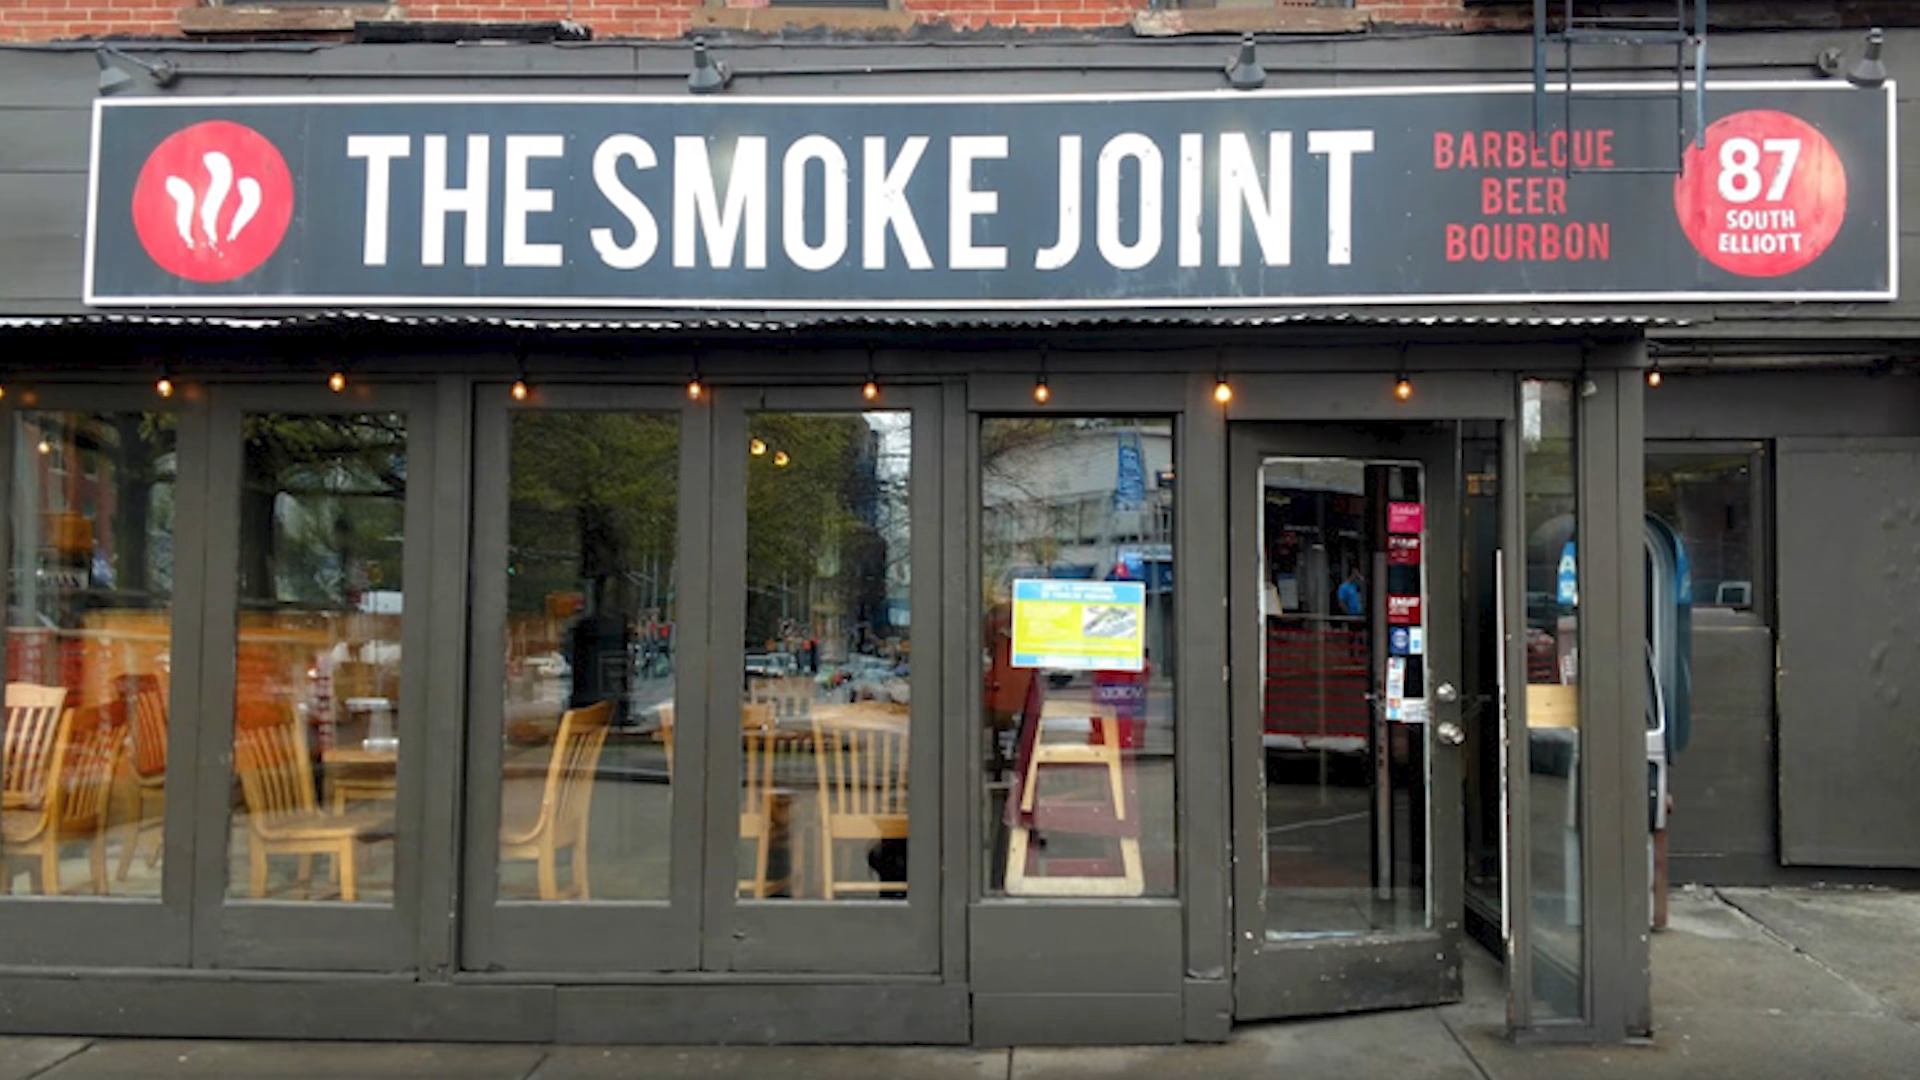 THE SMOKE JOINT
BARBECUE
BEER
BOURBON
87
SOUTH
ELLIOTT